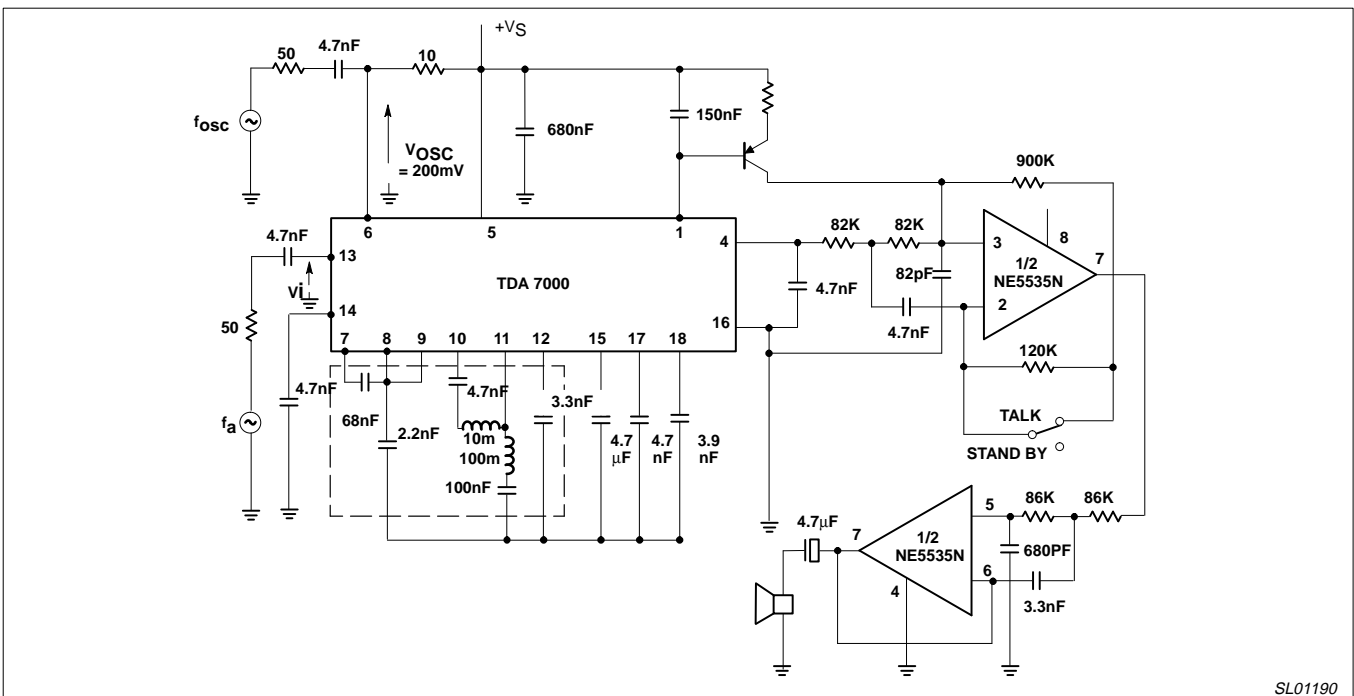 +VS
50
4.7nF
10
fosc
VOSC
= 200mV
680nF
150nF
900K
6
5
1
4.7nF
13
Vi
TDA 7000
4
82K
82K
3
8
7
1/2
NE5535N
82pF
4.7nF
2
4.7nF
14
16
50
7
8
9
10
11
12
15
17
18
120K
4.7nF
68nF
4.7nF
3.3nF
fa
2.2nF
10m
100m
4.7
µF
4.7
nF
3.9
nF
TALK
STAND BY
100nF
86K
86K
5
4.7µF
7
1/2
NE5535N
680PF
6
4
3.3nF
SL01190